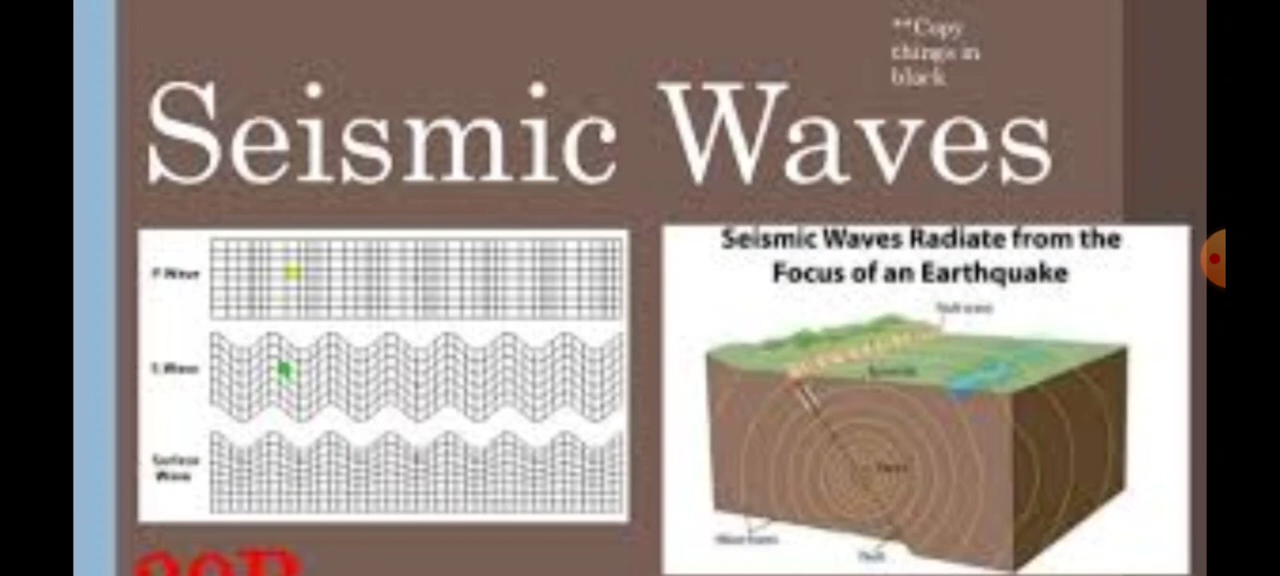 **Copy
things in
black
Seismic Waves
P Wave
S Wave
Surface
Wave
Seismic Waves Radiate from the
Focus of an Earthquake
Fault